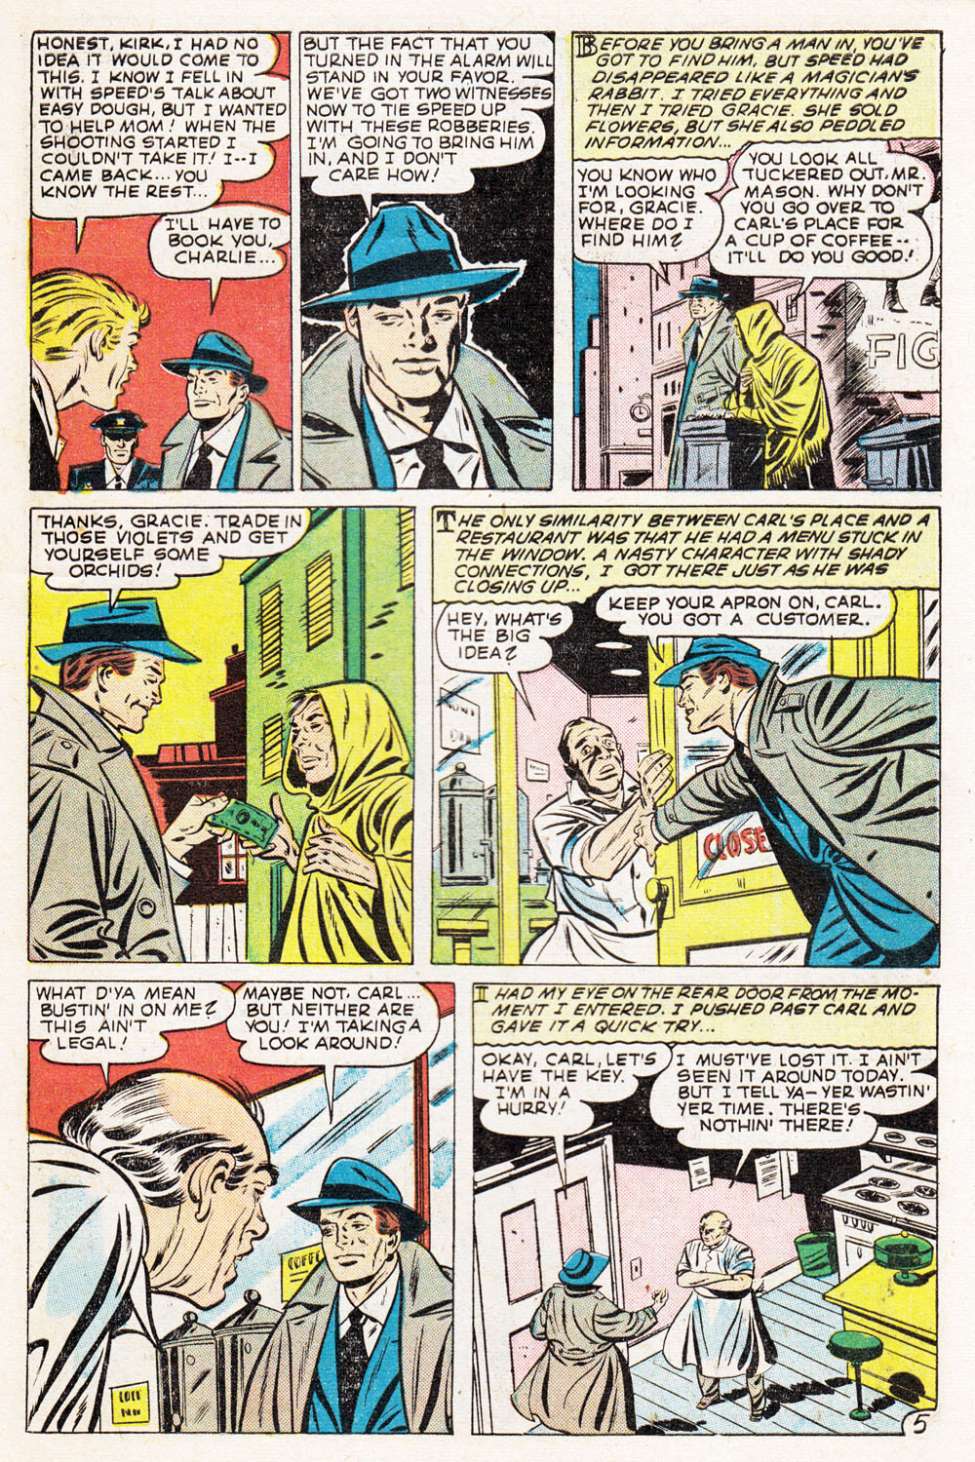 HONEST, KIRK, I HAD NO
IDEA IT WOULD COME TO
THIS. I KNOW I FELL IN
WITH SPEED'S TALK ABOUT
EASY DOUGH, BUT I WANTED
TO HELP MOM! WHEN THE
SHOOTING STARTED I
COULDN'T TAKE IT! I--I
CAME BACK... YOU
KNOW THE REST...
I'LL HAVE TO
BOOK YOU,
CHARLIE...
BUT THE FACT THAT YOU
TURNED IN THE ALARM WILL
STAND IN YOUR FAVOR.
WE'VE GOT TWO WITNESSES
NOW TO TIE SPEED UP
WITH THESE ROBBERIES.
I'M GOING TO BRING HIM
IN, AND I DON'T
CARE HOW!
BEFORE YOU BRING A MAN IN, YOU'VE
GOT TO FIND HIM, BUT SPEED HAD
DISAPPEARED LIKE A MAGICIAN'S
RABBIT. I TRIED EVERYTHING AND
THEN I TRIED GRACIE. SHE SOLD
FLOWERS, BUT SHE ALSO PEDDLED
INFORMATION...
YOU KNOW WHO
I'M LOOKING
FOR, GRACIE.
WHERE DO I
FIND HIM?
YOU LOOK ALL
TUCKERED OUT, MR.
MASON. WHY DON'T
YOU GO OVER TO
CARL'S PLACE FOR
A CUP OF COFFEE--
IT'LL DO YOU GOOD!
FIG
THANKS, GRACIE. TRADE IN
THOSE VIOLETS AND GET
YOURSELF SOME
ORCHIDS!
THE ONLY SIMILARITY BETWEEN CARL'S PLACE AND A
RESTAURANT WAS THAT HE HAD A MENU STUCK IN
THE WINDOW. A NASTY CHARACTER WITH SHADY
CONNECTIONS, I GOT THERE JUST AS HE WAS
CLOSING UP...
HEY, WHAT'S
THE BIG
IDEA?
KEEP YOUR APRON ON, CARL.
YOU GOT A CUSTOMER.
CLOSE
WHAT D'YA MEAN
BUSTIN' IN ON ME?
THIS AIN'T
LEGAL!
MAYBE NOT, CARL...
BUT NEITHER ARE
YOU! I'M TAKING A
LOOK AROUND!
COFFE
I HAD MY EYE ON THE REAR DOOR FROM THE MO-
MENT I ENTERED. I PUSHED PAST CARL AND
GAVE IT A QUICK TRY...
OKAY, CARL, LET'S
HAVE THE KEY.
I'M IN A
HURRY!
I MUST'VE LOST IT. I AIN'T
SEEN IT AROUND TODAY.
BUT I TELL YA-YER WASTIN'
YER TIME. THERE'S
NOTHIN' THERE!
5